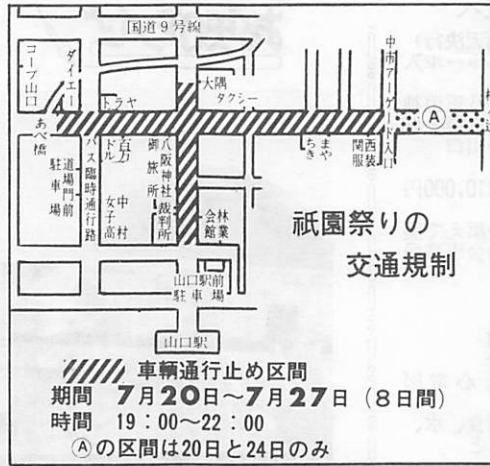 国道9号線
コープ山口
ダイエー
トラヤ
大隅
タクシー
中市アーケード入口
Ⓐ
あべ橋
道場門前
駐車場
バス臨時通行路
百万
ドル
中村
女子高
八阪神社
御旅所
裁判所
林業
会館
まや
ちき
西装
関服
祇園祭りの
交通規制
山口駅前
駐車場
山口駅
車輌通行止め区間
期間 7月20日〜7月27日(8日間)
時間 19:00〜22:00
Ⓐの区間は20日と24日のみ